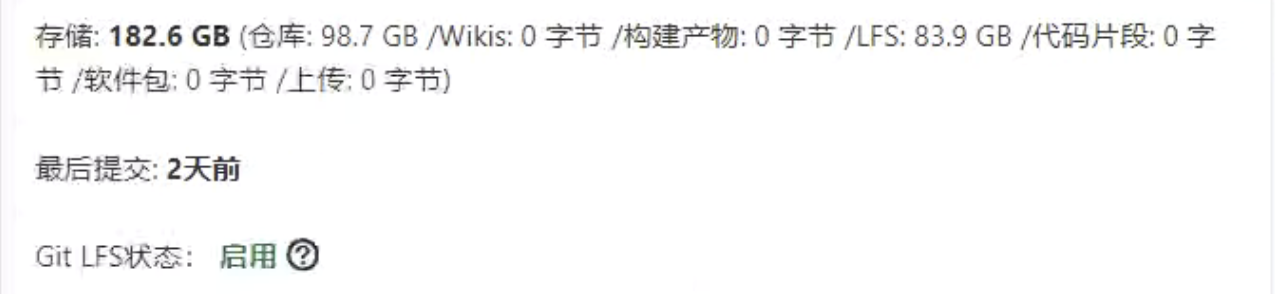 存储: 182.6 GB (仓库: 98.7 GB /Wikis: 0 字节 /构建产物: 0 字节 /LFS: 83.9 GB /代码片段: 0 字
节 /软件包: 0 字节 /上传: 0 字节)
最后提交: 2天前
Git LFS状态： 启用 ?